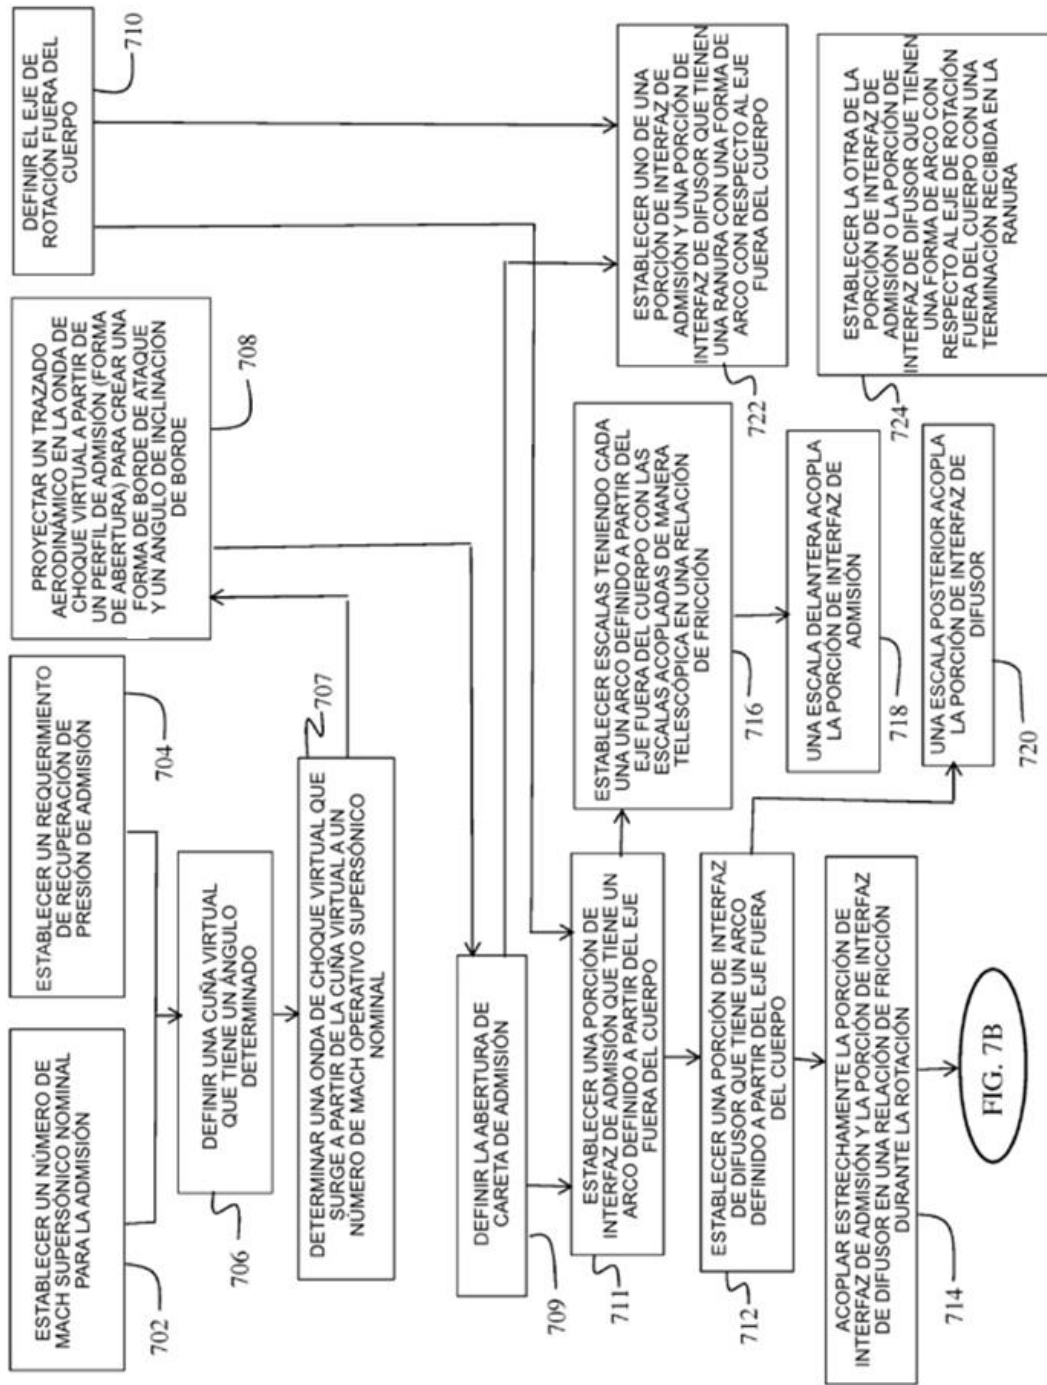 ESTABLECER UN NÚMERO DE
MACH SUPERSÓNICO NOMINAL
PARA LA ADMISIÓN
702
ESTABLECER UN REQUERIMIENTO
DE RECUPERACIÓN DE
PRESIÓN DE ADMISIÓN
704
DEFINIR UNA CUÑA VIRTUAL
QUE TIENE UN ÁNGULO
DETERMINADO
706
DETERMINAR UNA ONDA DE CHOQUE VIRTUAL QUE
SURGE A PARTIR DE LA CUÑA VIRTUAL A UN
NÚMERO DE MACH OPERATIVO SUPERSÓNICO
NOMINAL
707
PROYECTAR UN TRAZADO
AERODINÁMICO EN LA ONDA DE
CHOQUE VIRTUAL A PARTIR DE
UN PERFIL DE ADMISIÓN (FORMA
DE ABERTURA) PARA CREAR UNA
FORMA DE BORDE DE ATAQUE
Y UN ÁNGULO DE INCLINACIÓN
DE BORDE
708
DEFINIR EL EJE DE
ROTACIÓN FUERA DEL
CUERPO
710
DEFINIR LA ABERTURA DE
CARETA DE ADMISIÓN
709
ESTABLECER UNA PORCIÓN DE
INTERFAZ DE ADMISIÓN QUE TIENE UN
ARCO DEFINIDO A PARTIR DEL EJE
FUERA DEL CUERPO
711
ESTABLECER UNA PORCIÓN DE INTERFAZ
DE DIFUSOR QUE TIENE UN ARCO
DEFINIDO A PARTIR DEL EJE FUERA
DEL CUERPO
712
ACOPLAR ESTRECHAMENTE LA PORCIÓN DE
INTERFAZ DE ADMISIÓN Y LA PORCIÓN DE INTERFAZ
DE DIFUSOR EN UNA RELACIÓN DE FRICCIÓN
DURANTE LA ROTACIÓN
714
FIG. 7B
ESTABLECER ESCALAS TENIENDO CADA
UNA UN ARCO DEFINIDO A PARTIR DEL
EJE FUERA DEL CUERPO CON LAS
ESCALAS ACOPLADAS DE MANERA
TELESCÓPICA EN UNA RELACIÓN
DE FRICCIÓN
716
UNA ESCALA DELANTERA ACOPLA
LA PORCIÓN DE INTERFAZ DE
ADMISIÓN
718
UNA ESCALA POSTERIOR ACOPLA
LA PORCIÓN DE INTERFAZ DE
DIFUSOR
720
ESTABLECER UNO DE UNA
PORCIÓN DE INTERFAZ DE
ADMISIÓN Y UNA PORCIÓN DE
INTERFAZ DE DIFUSOR QUE TIENEN
UNA RANURA CON UNA FORMA DE
ARCO CON RESPECTO AL EJE
FUERA DEL CUERPO
722
ESTABLECER LA OTRA DE LA
PORCIÓN DE INTERFAZ DE
ADMISIÓN O LA PORCIÓN DE
INTERFAZ DE DIFUSOR QUE TIENEN
UNA FORMA DE ARCO CON
RESPECTO AL EJE DE ROTACIÓN
FUERA DEL CUERPO CON UNA
TERMINACIÓN RECIBIDA EN LA
RANURA
724